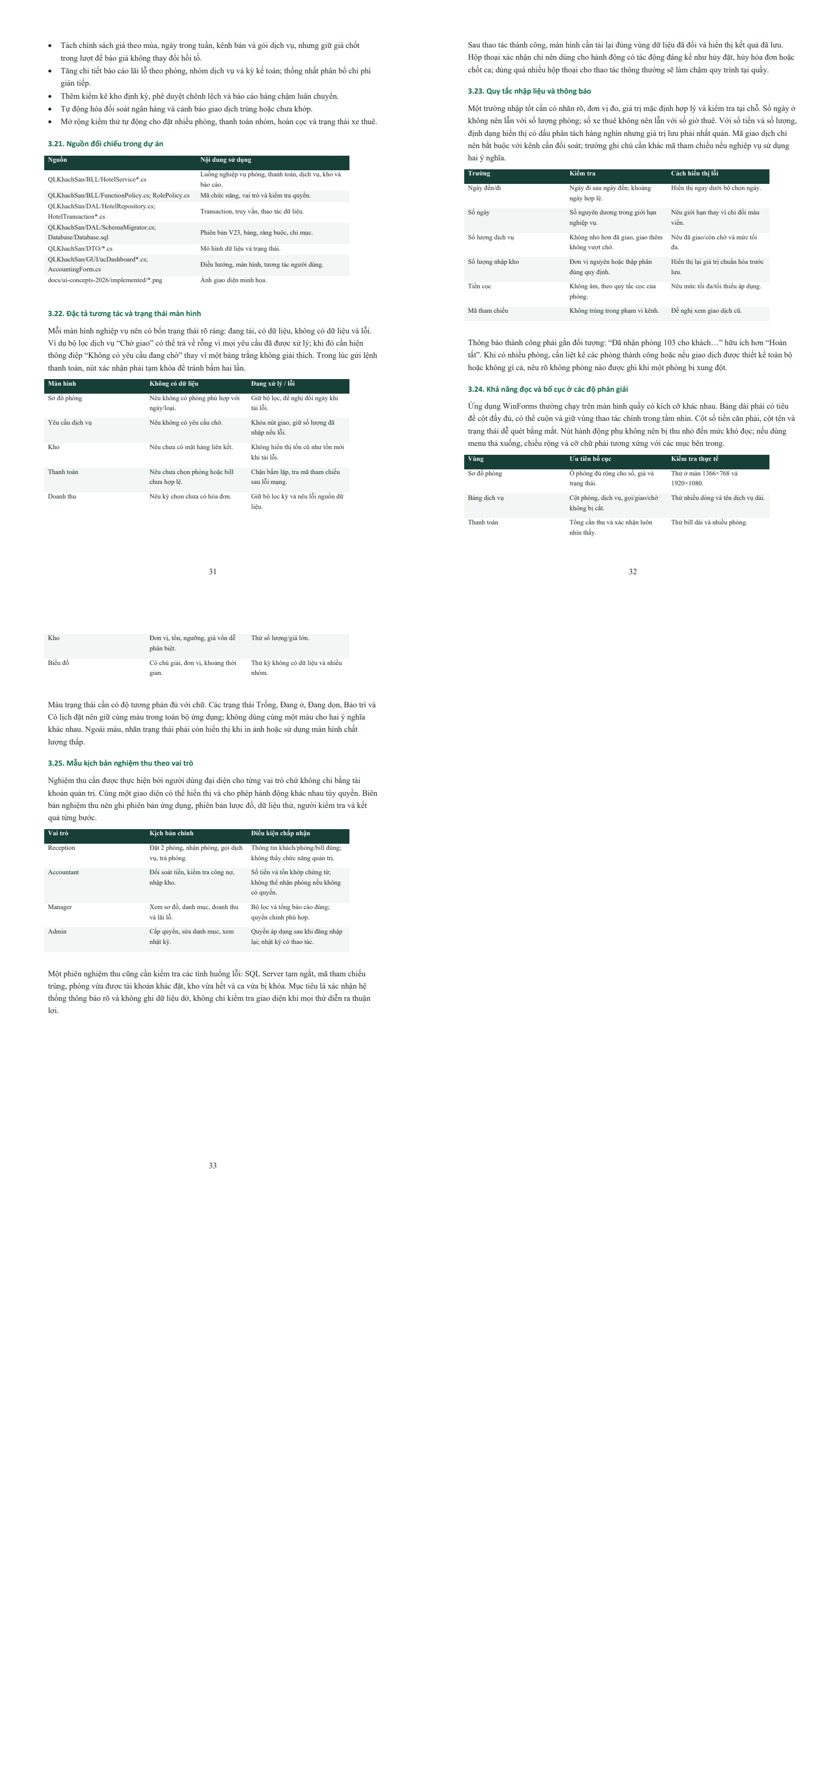 • Tách chính sách giá theo mùa, ngày trong tuần, kênh bán và gói dịch vụ, nhưng giữ giá chốt
trong lượt để báo giá không thay đổi hồi tố.
• Tăng chi tiết báo cáo lãi lỗ theo phòng, nhóm dịch vụ và kỳ kế toán; thống nhất phân bổ chi phí
gián tiếp.
• Thêm kiểm kê kho định kỳ, phê duyệt chênh lệch và báo cáo hàng chậm luân chuyển.
• Tự động hóa đối soát ngân hàng và cảnh báo giao dịch trùng hoặc chưa khớp.
• Mở rộng kiểm thử tự động cho đặt nhiều phòng, thanh toán nhóm, hoàn cọc và trạng thái xe thuê.
3.21. Nguồn đối chiếu trong dự án
Nguồn Nội dung sử dụng
QLKhachSan/BLL/HotelService*.cs Luồng nghiệp vụ phòng, thanh toán, dịch vụ, kho và
báo cáo.
QLKhachSan/BLL/FunctionPolicy.cs; RolePolicy.cs Mã chức năng, vai trò và kiểm tra quyền.
QLKhachSan/DAL/HotelRepository.cs;
HotelTransaction*.cs Transaction, truy vấn, thao tác dữ liệu.
QLKhachSan/DAL/SchemaMigrator.cs;
Database/Database.sql Phiên bản V23, bảng, ràng buộc, chỉ mục.
QLKhachSan/DTO/*.cs Mô hình dữ liệu và trạng thái.
QLKhachSan/GUI/ucDashboard*.cs;
AccountingForm.cs Điều hướng, màn hình, tương tác người dùng.
docs/ui-concepts-2026/implemented/*.png Ảnh giao diện minh họa.
3.22. Đặc tả tương tác và trạng thái màn hình
Mỗi màn hình nghiệp vụ nên có bốn trạng thái rõ ràng: đang tải, có dữ liệu, không có dữ liệu và lỗi.
Ví dụ bộ lọc dịch vụ “Chờ giao” có thể trả về rỗng vì mọi yêu cầu đã được xử lý; khi đó cần hiện
thông điệp “Không có yêu cầu đang chờ” thay vì một bảng trắng không giải thích. Trong lúc gửi lệnh
thanh toán, nút xác nhận phải tạm khóa để tránh bấm hai lần.
Màn hình Không có dữ liệu Đang xử lý / lỗi
Sơ đồ phòng Nêu không có phòng phù hợp với
ngày/loại. Giữ bộ lọc, đề nghị đổi ngày khi
tải lỗi.
Yêu cầu dịch vụ Nêu không có yêu cầu chờ. Khóa nút giao, giữ số lượng đã
nhập nếu lỗi.
Kho Nêu chưa có mặt hàng liên kết. Không hiển thị tồn cũ như tồn mới
khi tải lỗi.
Thanh toán Nêu chưa chọn phòng hoặc bill
chưa hợp lệ. Chặn bấm lặp, tra mã tham chiếu
sau lỗi mạng.
Doanh thu Nêu kỳ chọn chưa có hóa đơn. Giữ bộ lọc kỳ và nêu lỗi nguồn dữ
liệu.
31
Sau thao tác thành công, màn hình cần tải lại đúng vùng dữ liệu đã đổi và hiển thị kết quả đã lưu.
Hộp thoại xác nhận chỉ nên dùng cho hành động có tác động đáng kể như hủy đặt, hủy hóa đơn hoặc
chốt ca; dùng quá nhiều hộp thoại cho thao tác thông thường sẽ làm chậm quy trình tại quầy.
3.23. Quy tắc nhập liệu và thông báo
Một trường nhập tốt cần có nhãn rõ, đơn vị đo, giá trị mặc định hợp lý và kiểm tra tại chỗ. Số ngày ở
không nên lẫn với số lượng phòng; số xe thuê không nên lẫn với số giờ thuê. Với số tiền và số lượng,
định dạng hiển thị có dấu phân tách hàng nghìn nhưng giá trị lưu phải nhất quán. Mã giao dịch chỉ
nên bắt buộc với kênh cần đối soát; trường ghi chú cần khác mã tham chiếu nếu nghiệp vụ sử dụng
hai ý nghĩa.
Trường Kiểm tra Cách hiển thị lỗi
Ngày đến/đi Ngày đi sau ngày đến; khoảng
ngày hợp lệ. Hiển thị ngay dưới bộ chọn ngày.
Số ngày Số nguyên dương trong giới hạn
nghiệp vụ. Nêu giới hạn thay vì chỉ đổi màu
viền.
Số lượng dịch vụ Không nhỏ hơn đã giao, giao thêm
không vượt chờ. Nêu đã giao/còn chờ và mức tối
đa.
Số lượng nhập kho Đơn vị nguyên hoặc thập phân
đúng quy định. Hiển thị lại giá trị chuẩn hóa trước
lưu.
Tiền cọc Không âm, theo quy tắc cọc của
phòng. Nêu mức tối đa/tối thiểu áp dụng.
Mã tham chiếu Không trùng trong phạm vi kênh. Đề nghị xem giao dịch cũ.
Thông báo thành công phải gắn đối tượng: “Đã nhận phòng 103 cho khách…” hữu ích hơn “Hoàn
tất”. Khi có nhiều phòng, cần liệt kê các phòng thành công hoặc nếu giao dịch được thiết kế toàn bộ
hoặc không gì cả, nêu rõ không phòng nào được ghi khi một phòng bị xung đột.
3.24. Khả năng đọc và bố cục ở các độ phân giải
Ứng dụng WinForms thường chạy trên màn hình quầy có kích cỡ khác nhau. Bảng dài phải có tiêu
đề cột đầy đủ, có thể cuộn và giữ vùng thao tác chính trong tầm nhìn. Cột số tiền căn phải, cột tên và
trạng thái dễ quét bằng mắt. Nút hành động phụ không nên bị thu nhỏ đến mức khó đọc; nếu dùng
menu thả xuống, chiều rộng và cỡ chữ phải tương xứng với các mục bên trong.
Vùng Ưu tiên bố cục Kiểm tra thực tế
Sơ đồ phòng Ô phòng đủ rộng cho số, giá và
trạng thái. Thử ở màn 1366×768 và
1920×1080.
Bảng dịch vụ Cột phòng, dịch vụ, gọi/giao/chờ
không bị cắt. Thử nhiều dòng và tên dịch vụ dài.
Thanh toán Tổng cần thu và xác nhận luôn
nhìn thấy. Thử bill dài và nhiều phòng.
32
Kho Đơn vị, tồn, ngưỡng, giá vốn dễ
phân biệt. Thử số lượng/giá lớn.
Biểu đồ Có chú giải, đơn vị, khoảng thời
gian. Thử kỳ không có dữ liệu và nhiều
nhóm.
Màu trạng thái cần có độ tương phản đủ với chữ. Các trạng thái Trống, Đang ở, Đang dọn, Bảo trì và
Có lịch đặt nên giữ cùng màu trong toàn bộ ứng dụng; không dùng cùng một màu cho hai ý nghĩa
khác nhau. Ngoài màu, nhãn trạng thái phải còn hiển thị khi in ảnh hoặc sử dụng màn hình chất
lượng thấp.
3.25. Mẫu kịch bản nghiệm thu theo vai trò
Nghiệm thu cần được thực hiện bởi người dùng đại diện cho từng vai trò chứ không chỉ bằng tài
khoản quản trị. Cùng một giao diện có thể hiển thị và cho phép hành động khác nhau tùy quyền. Biên
bản nghiệm thu nên ghi phiên bản ứng dụng, phiên bản lược đồ, dữ liệu thử, người kiểm tra và kết
quả từng bước.
Vai trò Kịch bản chính Điều kiện chấp nhận
Reception Đặt 2 phòng, nhận phòng, gọi dịch
vụ, trả phòng. Thông tin khách/phòng/bill đúng;
không thấy chức năng quản trị.
Accountant Đối soát tiền, kiểm tra công nợ,
nhập kho. Số tiền và tồn khớp chứng từ;
không thể nhận phòng nếu không
có quyền.
Manager Xem sơ đồ, danh mục, doanh thu
và lãi lỗ. Bộ lọc và tổng báo cáo đúng;
quyền chỉnh phù hợp.
Admin Cấp quyền, sửa danh mục, xem
nhật ký. Quyền áp dụng sau khi đăng nhập
lại; nhật ký có thao tác.
Một phiên nghiệm thu cũng cần kiểm tra các tình huống lỗi: SQL Server tạm ngắt, mã tham chiếu
trùng, phòng vừa được tài khoản khác đặt, kho vừa hết và ca vừa bị khóa. Mục tiêu là xác nhận hệ
thống thông báo rõ và không ghi dữ liệu dở, không chỉ kiểm tra giao diện khi mọi thứ diễn ra thuận
lợi.
33